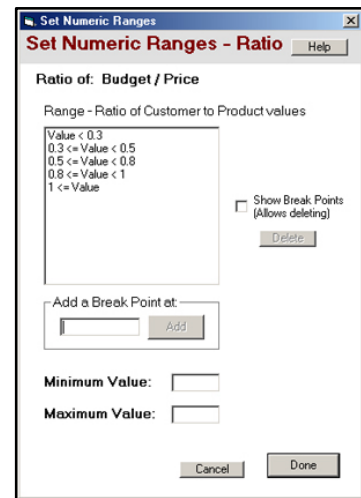 Set Numeric Ranges
Set Numeric Ranges - Ratio
Help
Ratio of: Budget / Price
Range - Ratio of Customer to Product values
Value < 0.3
0.3 <= Value < 0.5
0.5 <= Value < 0.8
0.8 <= Value < 1
1 <= Value
Show Break Points
(Allows deleting)
Delete
Add a Break Point at:
Add
Minimum Value:
Maximum Value:
Cancel
Done